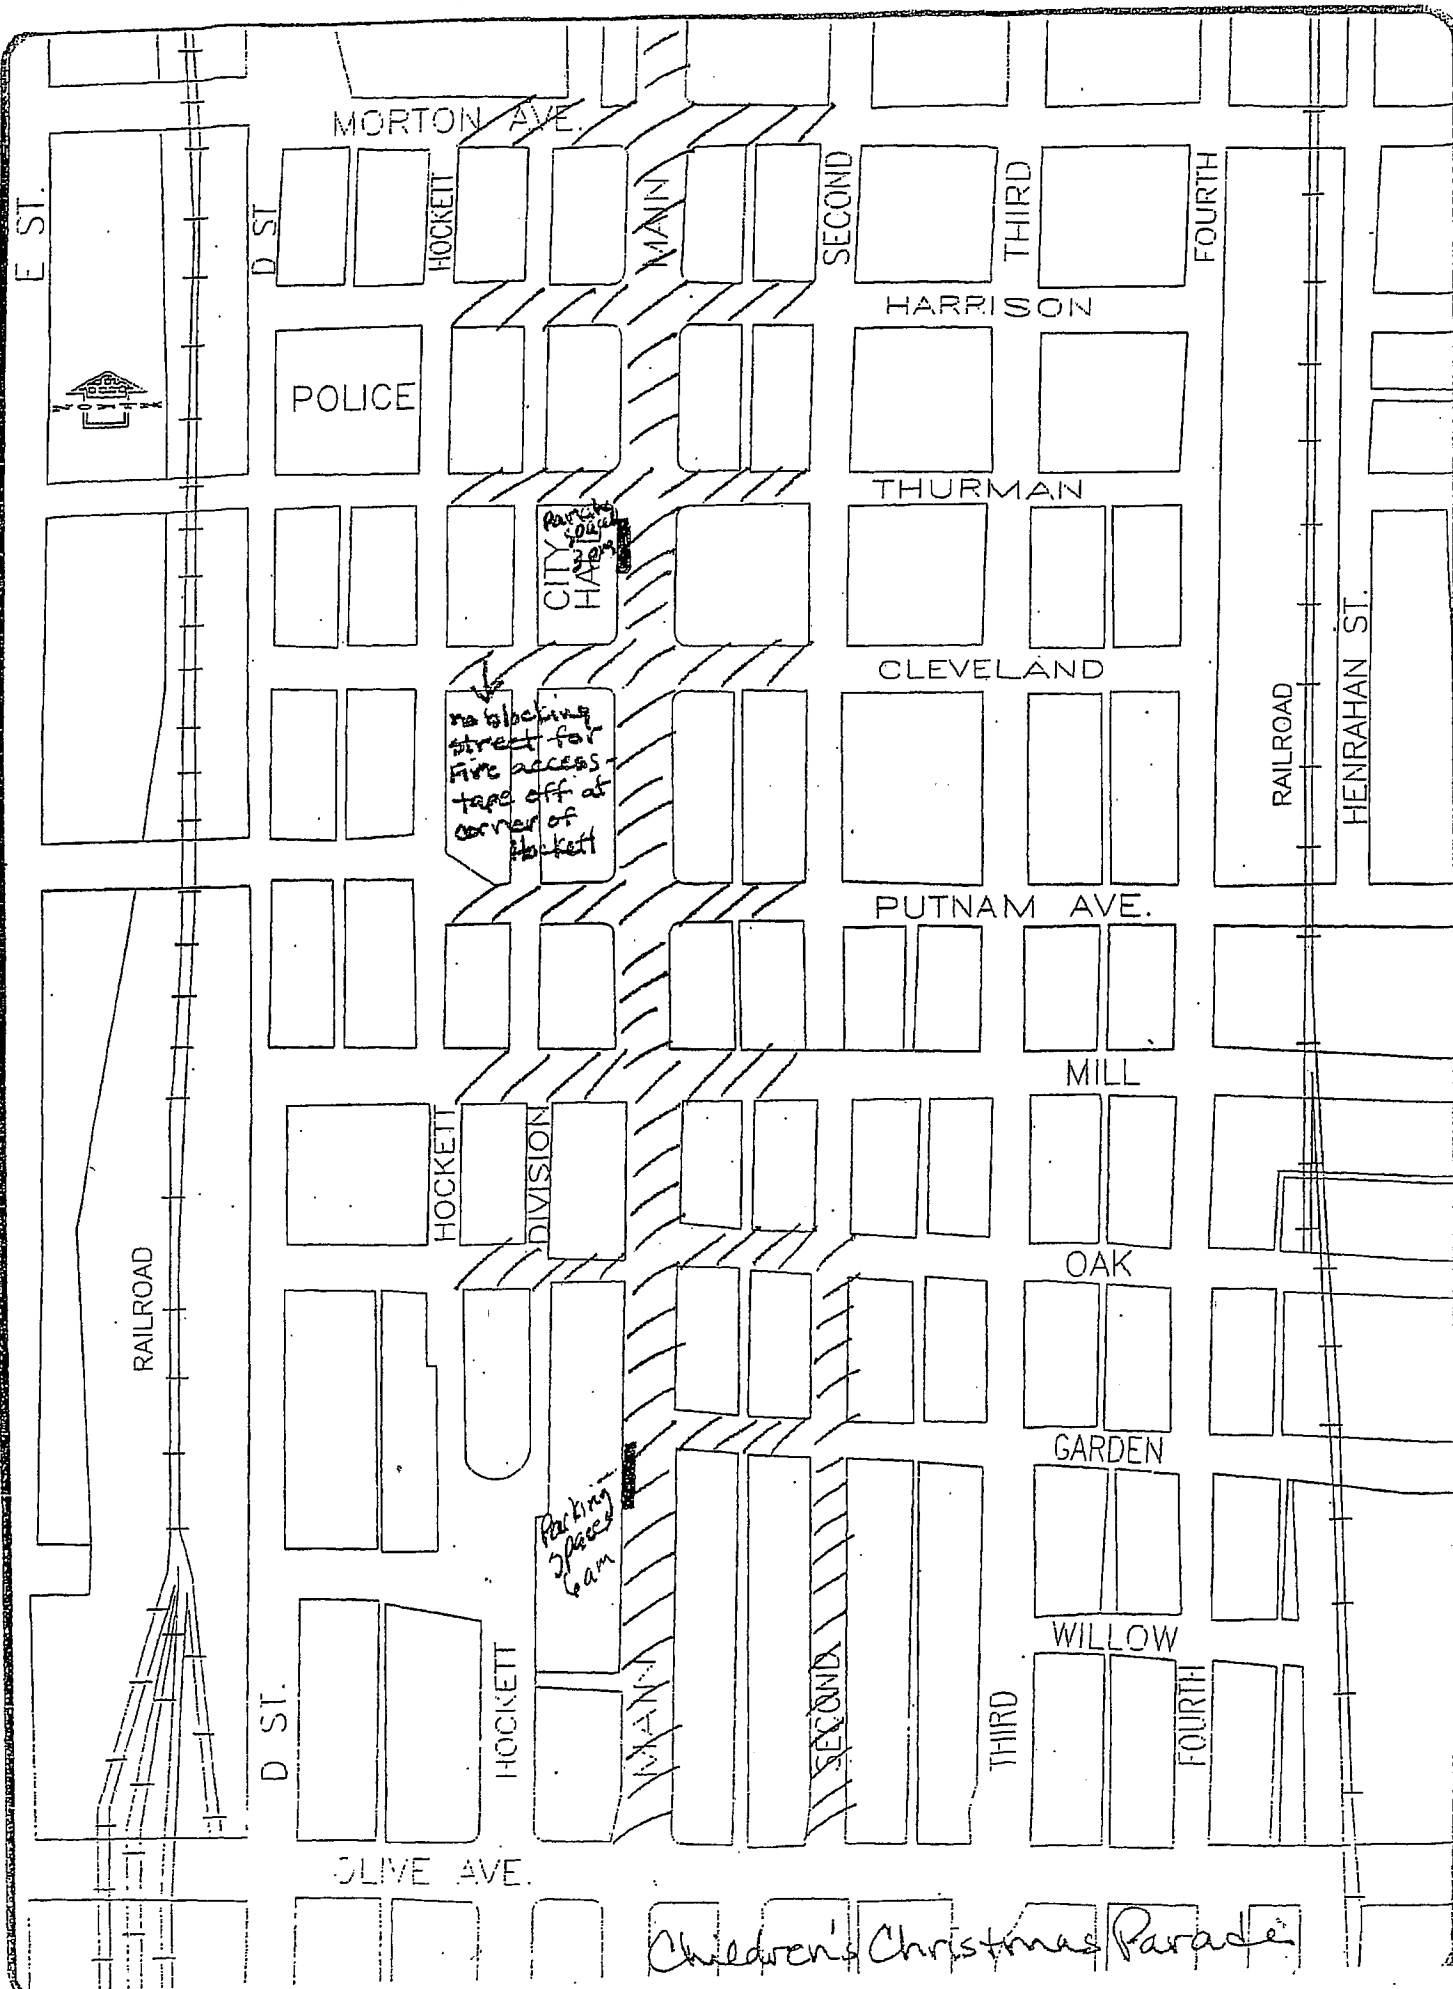 MORTON AVE.
E ST.
D ST
HOCKETT
MAIN
SECOND
THIRD
FOURTH
HARRISON
POLICE
THURMAN
Parking
spaces
3pm
CITY
HALL
CLEVELAND
no blocking
street for
Fire access-
tape off at
corner of
Hockett
RAILROAD
HENRAHAN ST.
PUTNAM AVE.
MILL
HOCKETT
DIVISION
OAK
RAILROAD
GARDEN
Parking
spaces
6am
WILLOW
D ST.
HOCKETT
MAIN
SECOND
THIRD
FOURTH
OLIVE AVE.
Children's Christmas Parade